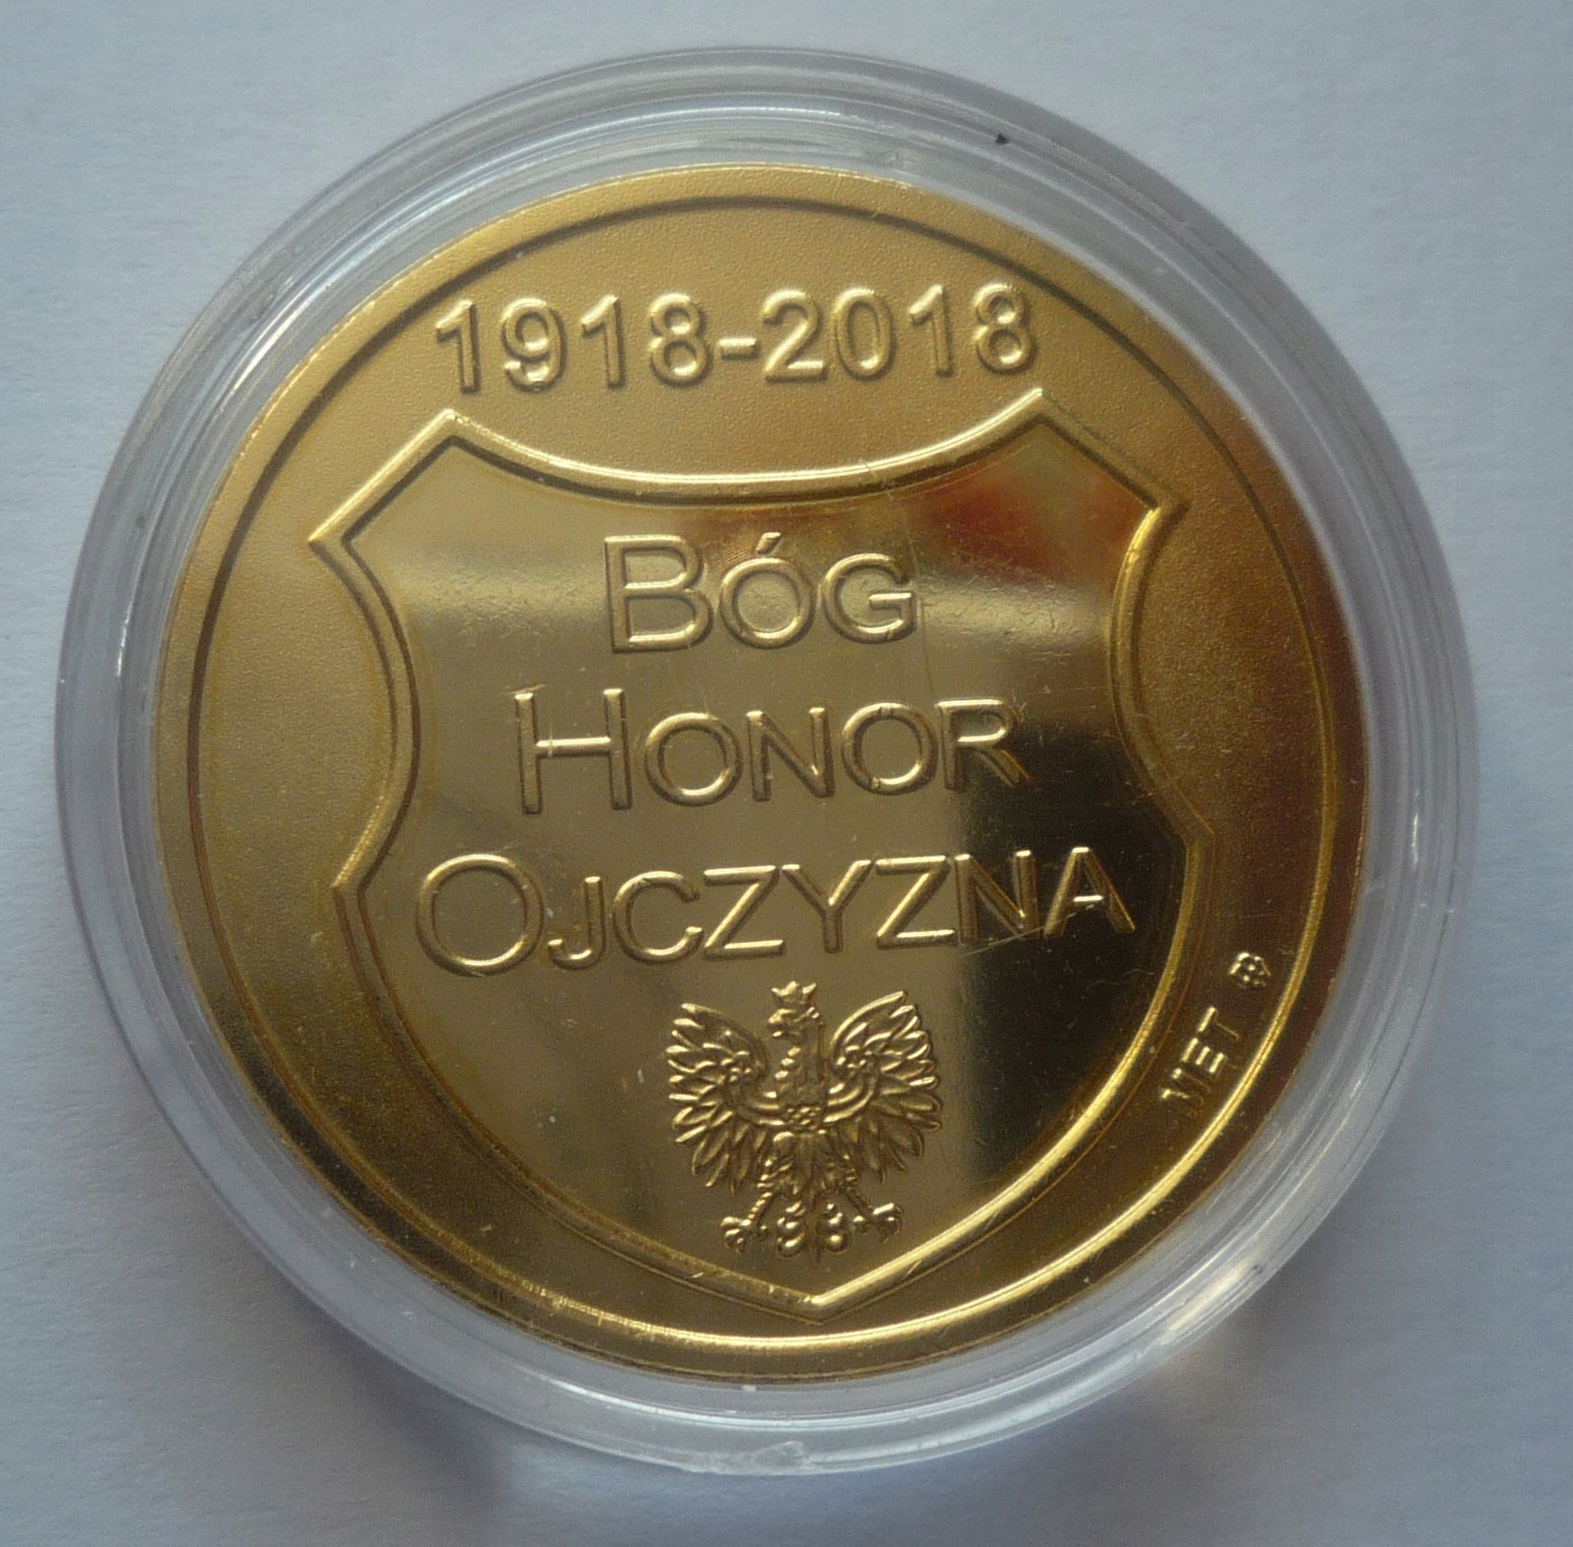 1918-2018
BÓG
HONOR
OJCZYZNA
MET